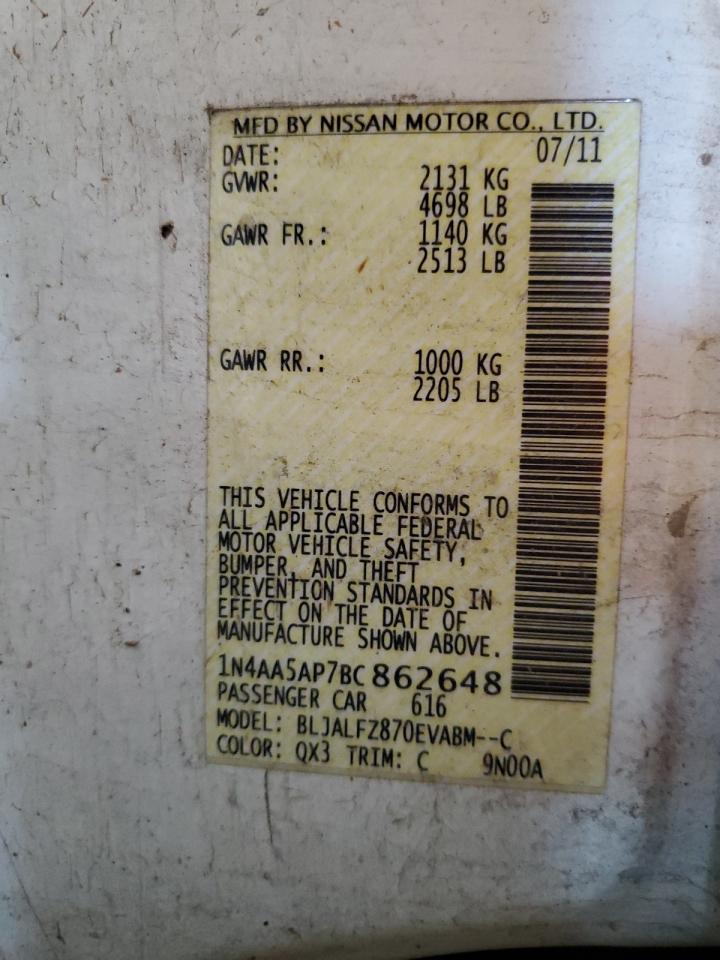 MFD BY NISSAN MOTOR CO., LTD.
DATE: 07/11
GVWR: 2131 KG
4698 LB
GAWR FR.: 1140 KG
2513 LB
GAWR RR.: 1000 KG
2205 LB
THIS VEHICLE CONFORMS TO
ALL APPLICABLE FEDERAL
MOTOR VEHICLE SAFETY,
BUMPER, AND THEFT
PREVENTION STANDARDS IN
EFFECT ON THE DATE OF
MANUFACTURE SHOWN ABOVE.
1N4AA5AP7BC862648
PASSENGER CAR 616
MODEL: BLJALFZ870EVABM--C
COLOR: QX3 TRIM: C 9N00A